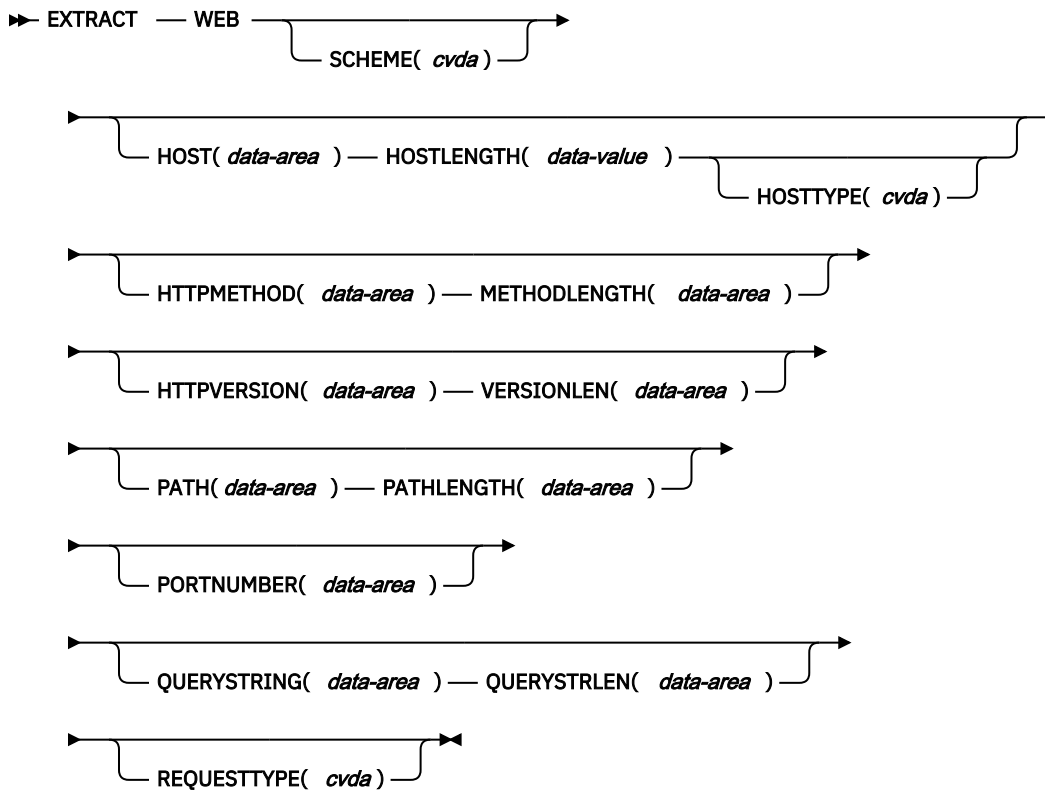 EXTRACT WEB
SCHEME( cvda )
HOST( data-area ) HOSTLENGTH( data-value )
HOSTTYPE( cvda )
HTTPMETHOD( data-area ) METHODLENGTH( data-area )
HTTPVERSION( data-area ) VERSIONLEN( data-area )
PATH( data-area ) PATHLENGTH( data-area )
PORTNUMBER( data-area )
QUERYSTRING( data-area ) QUERYSTRLEN( data-area )
REQUESTTYPE( cvda )